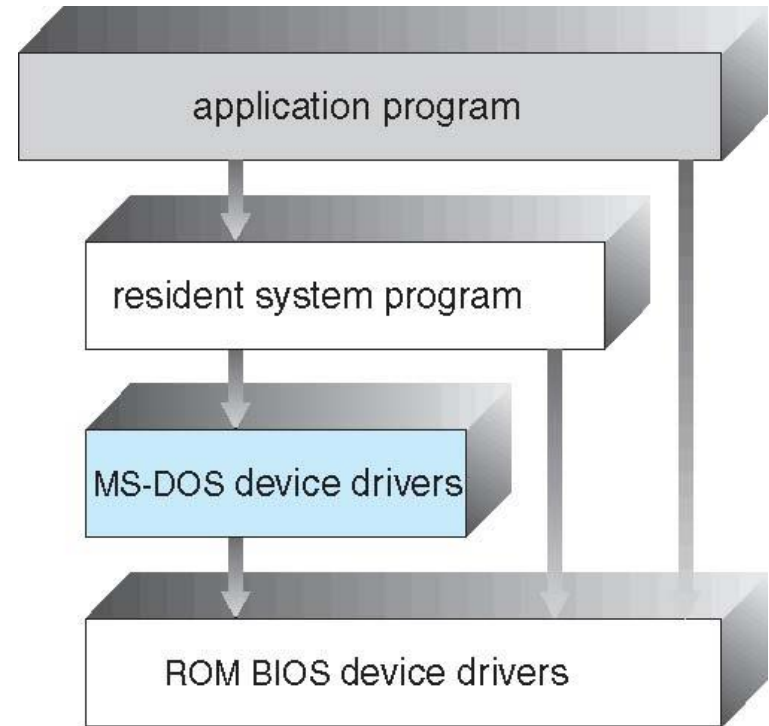 application program
resident system program
MS-DOS device drivers
ROM BIOS device drivers